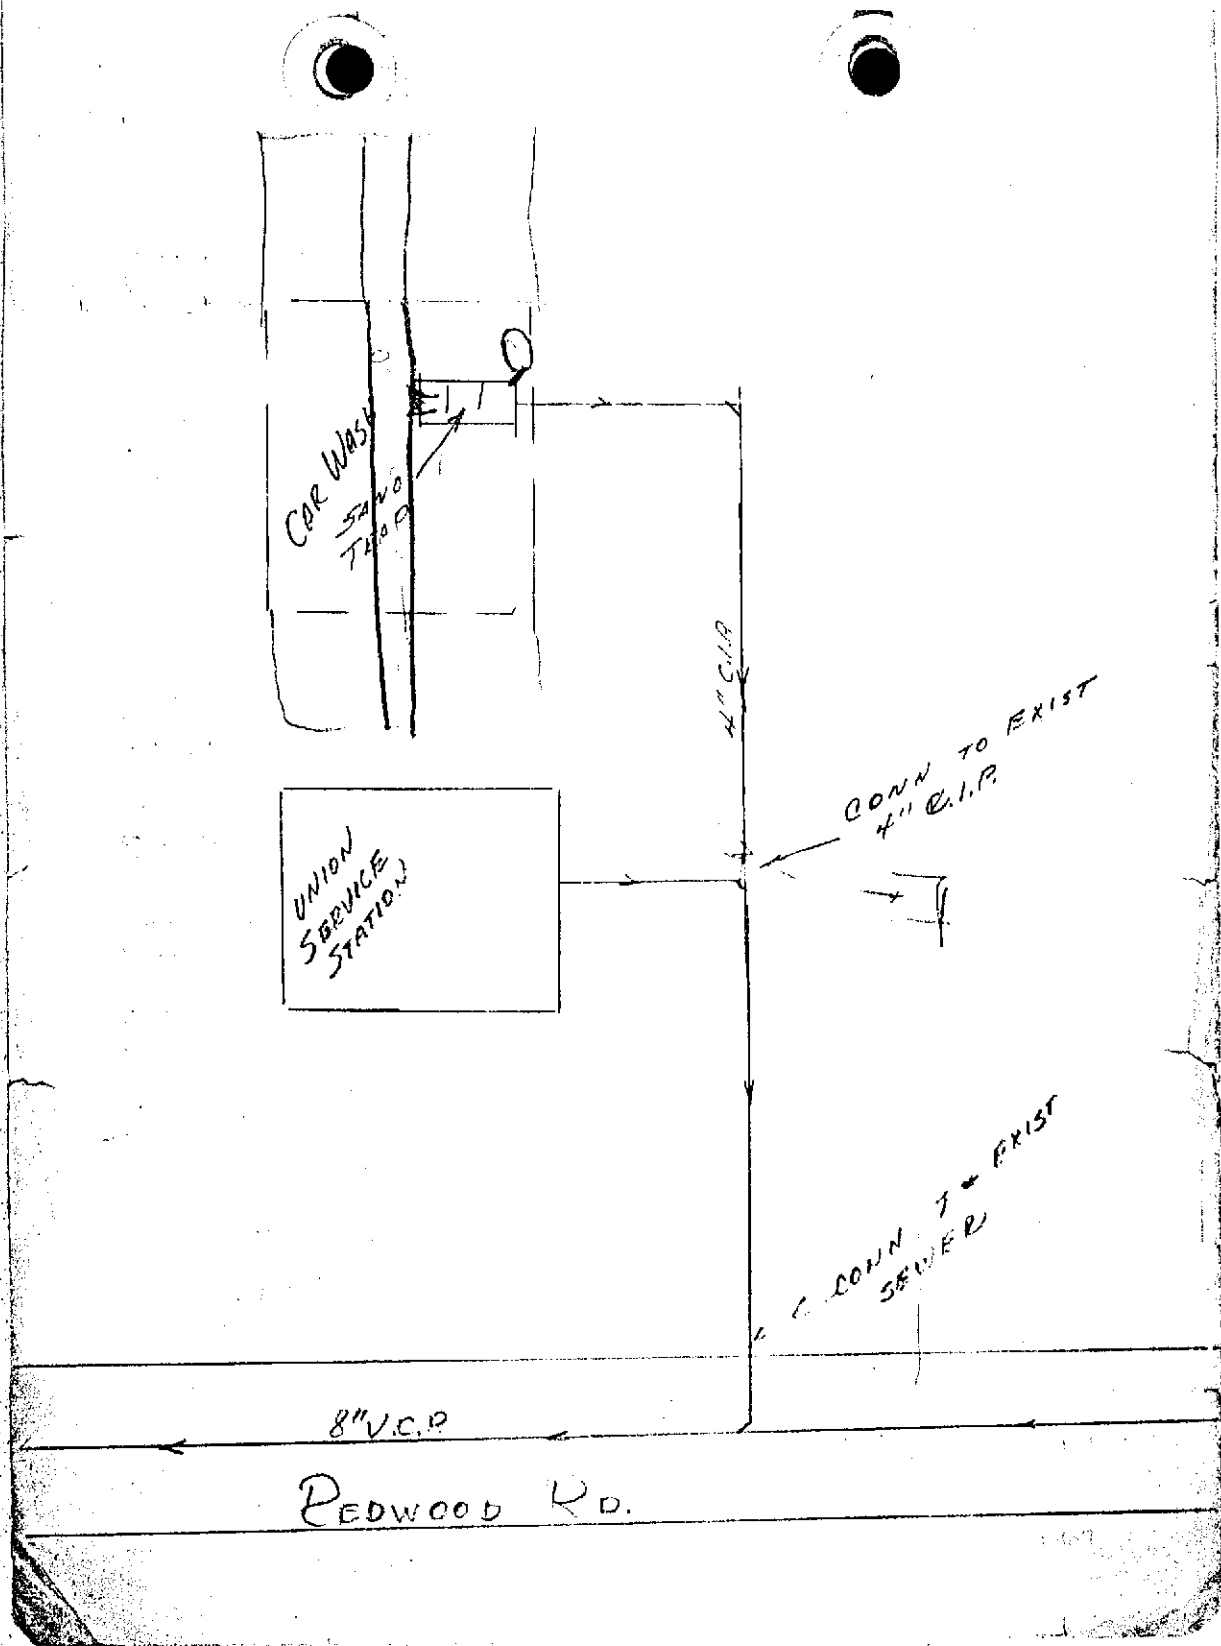 CAR WASH
SAND
TRAP
4" C.I.P.
CONN TO EXIST
4" C.I.P.
UNION
SERVICE
STATION
CONN TO EXIST
SEWER
8" V.C.P.
REDWOOD RD.